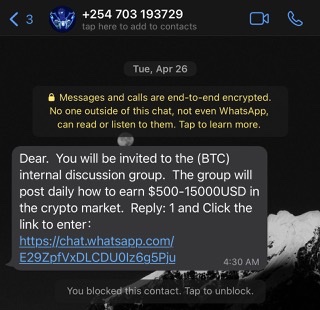 3
+254 703 193729
tap here to add to contacts
Tue, Apr 26
Messages and calls are end-to-end encrypted.
No one outside of this chat, not even WhatsApp,
can read or listen to them. Tap to learn more.
Dear.  You will be invited to the (BTC)
internal discussion group.  The group will
post daily how to earn $500-15000USD in
the crypto market.  Reply: 1 and Click the
link to enter:
https://chat.whatsapp.com/
E29ZpfVxDLCDU0Iz6g5Pju
4:30 AM
You blocked this contact. Tap to unblock.